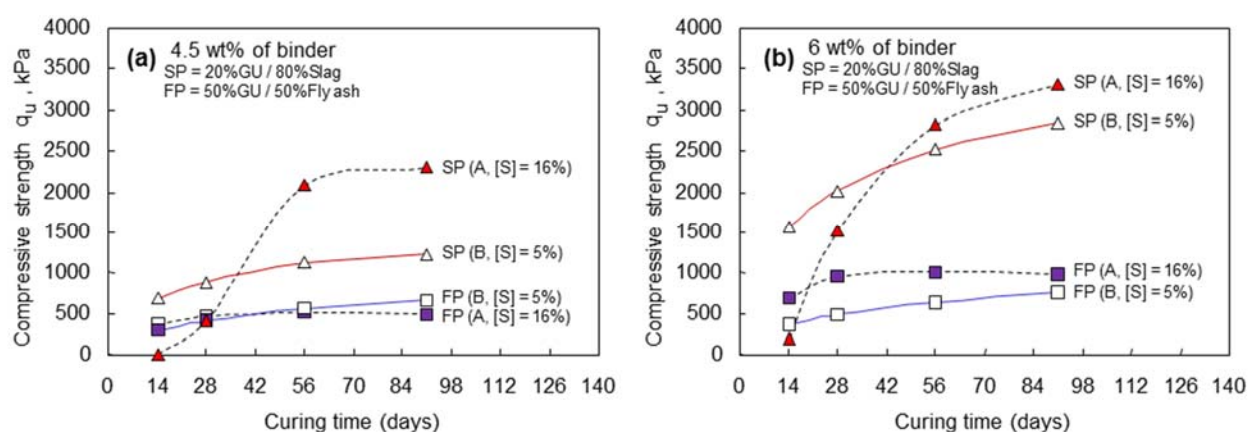 (a) 4.5 wt% of binder
SP = 20%GU / 80%Slag
FP = 50%GU / 50%Fly ash
Compressive strength q_u , kPa
4000
3500
3000
2500
2000
1500
1000
500
0
SP (A, [S] = 16%)
SP (B, [S] = 5%)
FP (B, [S] = 5%)
FP (A, [S] = 16%)
0 14 28 42 56 70 84 98 112 126 140
Curing time (days)
(b) 6 wt% of binder
SP = 20%GU / 80%Slag
FP = 50%GU / 50%Fly ash
Compressive strength q_u , kPa
4000
3500
3000
2500
2000
1500
1000
500
0
SP (A, [S] = 16%)
SP (B, [S] = 5%)
FP (A, [S] = 16%)
FP (B, [S] = 5%)
0 14 28 42 56 70 84 98 112 126 140
Curing time (days)